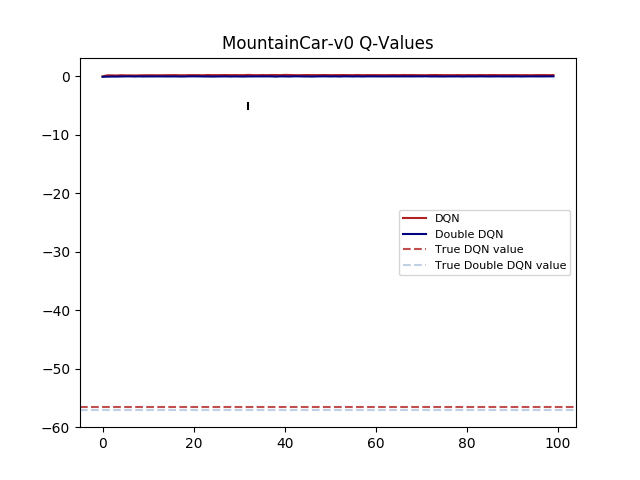 MountainCar-v0 Q-Values
0
−10
−20
−30
−40
−50
−60
DQN
Double DQN
True DQN value
True Double DQN value
0
20
40
60
80
100